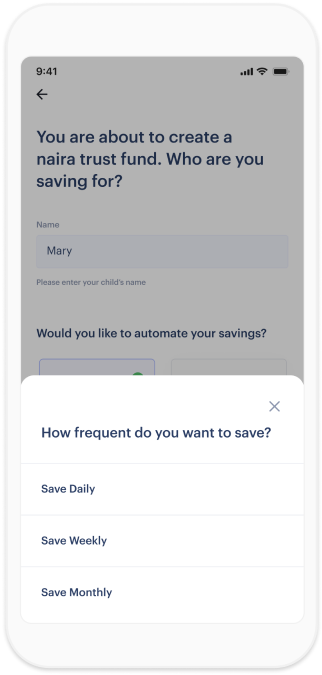 9:41
You are about to create a
naira trust fund. Who are you
saving for?
Name
Mary
Please enter your child's name
Would you like to automate your savings?
How frequent do you want to save?
Save Daily
Save Weekly
Save Monthly